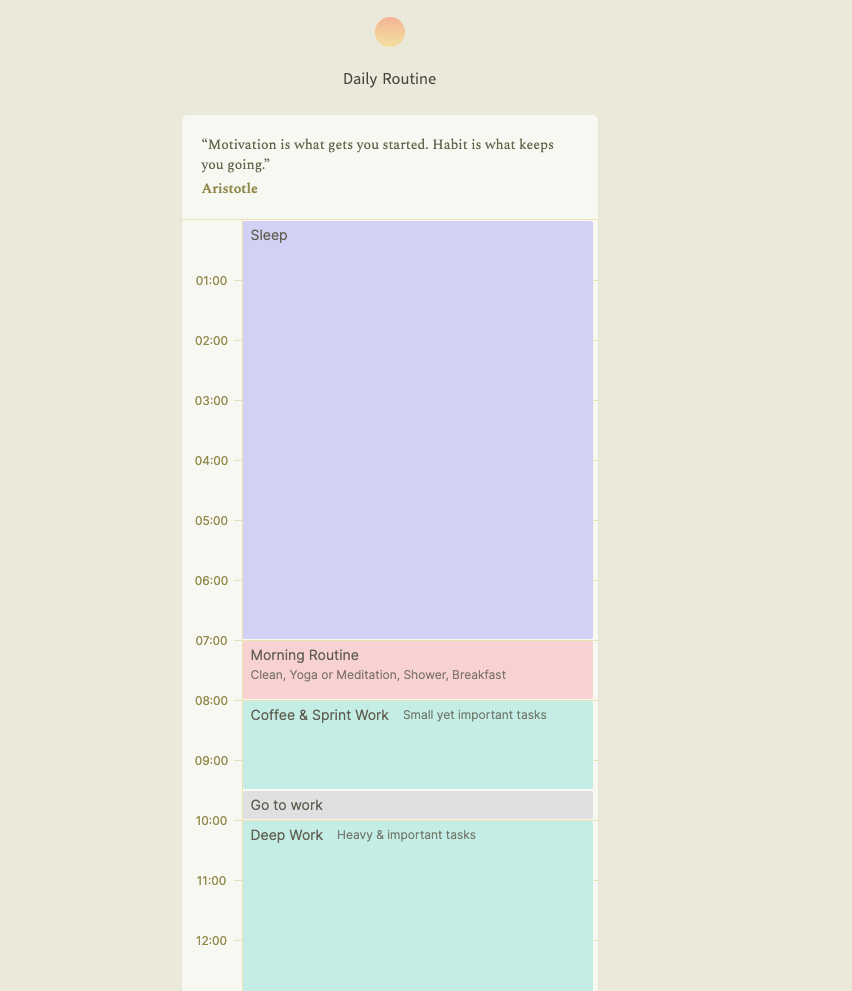 Daily Routine
“Motivation is what gets you started. Habit is what keeps
you going.”
Aristotle
Sleep
01:00
02:00
03:00
04:00
05:00
06:00
07:00
Morning Routine
Clean, Yoga or Meditation, Shower, Breakfast
08:00
Coffee & Sprint Work Small yet important tasks
09:00
Go to work
10:00
Deep Work Heavy & important tasks
11:00
12:00